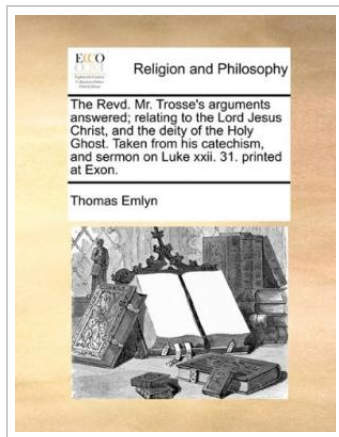 ECCO
Religion and Philosophy
The Revd. Mr. Trosse's arguments
answered; relating to the Lord Jesus
Christ, and the deity of the Holy
Ghost. Taken from his catechism,
and sermon on Luke xxii. 31. printed
at Exon.
Thomas Emlyn